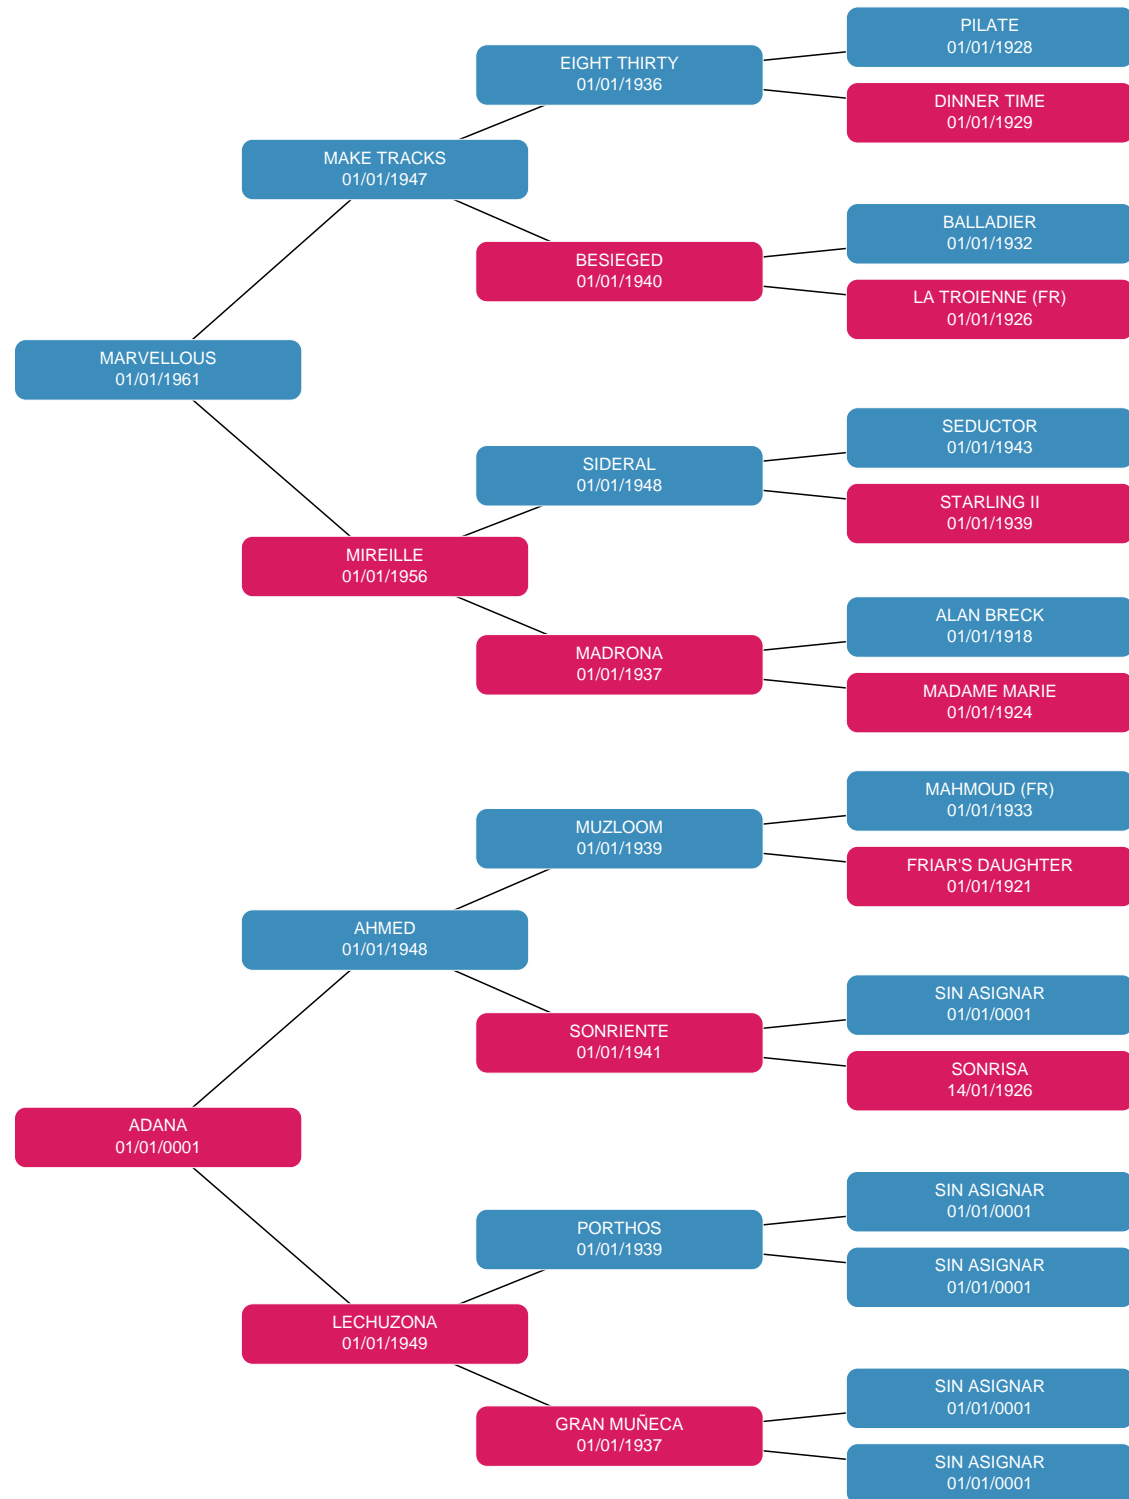 PILATE
01/01/1928
EIGHT THIRTY
01/01/1936
DINNER TIME
01/01/1929
MAKE TRACKS
01/01/1947
BALLADIER
01/01/1932
BESIEGED
01/01/1940
LA TROIENNE (FR)
01/01/1926
MARVELLOUS
01/01/1961
SEDUCTOR
01/01/1943
SIDERAL
01/01/1948
STARLING II
01/01/1939
MIREILLE
01/01/1956
ALAN BRECK
01/01/1918
MADRONA
01/01/1937
MADAME MARIE
01/01/1924
MAHMOUD (FR)
01/01/1933
MUZLOOM
01/01/1939
FRIAR'S DAUGHTER
01/01/1921
AHMED
01/01/1948
SIN ASIGNAR
01/01/0001
SONRIENTE
01/01/1941
SONRISA
14/01/1926
ADANA
01/01/0001
SIN ASIGNAR
01/01/0001
PORTHOS
01/01/1939
SIN ASIGNAR
01/01/0001
LECHUZONA
01/01/1949
SIN ASIGNAR
01/01/0001
GRAN MUÑECA
01/01/1937
SIN ASIGNAR
01/01/0001